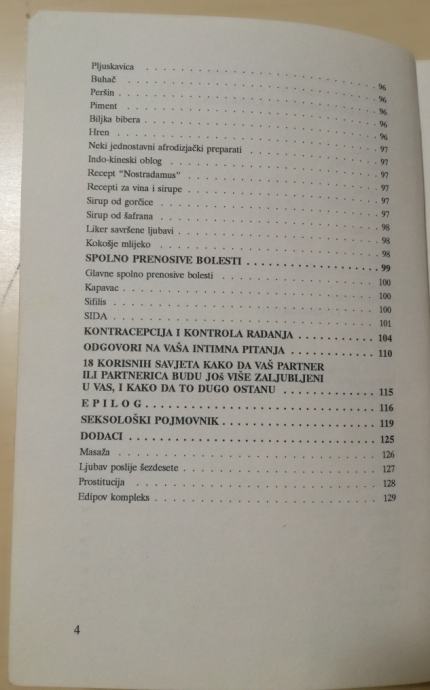 Pljuskavica . . . . . . . . . . . . . . . . . . . . 96
Buhač . . . . . . . . . . . . . . . . . . . . 96
Peršin . . . . . . . . . . . . . . . . . . . . 96
Piment . . . . . . . . . . . . . . . . . . . . 96
Biljka bibera . . . . . . . . . . . . . . . . . . . . 96
Hren . . . . . . . . . . . . . . . . . . . . 97
Neki jednostavni afrodizjački preparati . . . . . . . . . . 97
Indo-kineski oblog . . . . . . . . . . . . . . . . . . 97
Recept "Nostradamus" . . . . . . . . . . . . . . . . 97
Recepti za vina i sirupe . . . . . . . . . . . . . . . 97
Sirup od gorčice . . . . . . . . . . . . . . . . . . 97
Sirup od šafrana . . . . . . . . . . . . . . . . . . 98
Liker savršene ljubavi . . . . . . . . . . . . . . . . 98
Kokošje mlijeko . . . . . . . . . . . . . . . . . . 98
SPOLNO PRENOSIVE BOLESTI . . . . . . . . . . . . 99
Glavne spolno prenosive bolesti . . . . . . . . . . . . 100
Kapavac . . . . . . . . . . . . . . . . . . . . 100
Sifilis . . . . . . . . . . . . . . . . . . . . 100
SIDA . . . . . . . . . . . . . . . . . . . . 101
KONTRACEPCIJA I KONTROLA RAĐANJA . . . . . . . 104
ODGOVORI NA VAŠA INTIMNA PITANJA . . . . . . . . 110
18 KORISNIH SAVJETA KAKO DA VAŠ PARTNER
ILI PARTNERICA BUDU JOŠ VIŠE ZALJUBLJENI
U VAS, I KAKO DA TO DUGO OSTANU . . . . . . . . 115
E P I L O G . . . . . . . . . . . . . . . . . . . . 116
SEKSOLOŠKI POJMOVNIK . . . . . . . . . . . . . . 119
DODACI . . . . . . . . . . . . . . . . . . . . 125
Masaža . . . . . . . . . . . . . . . . . . . . 126
Ljubav poslije šezdesete . . . . . . . . . . . . . . . 127
Prostitucija . . . . . . . . . . . . . . . . . . . . 128
Edipov kompleks . . . . . . . . . . . . . . . . . . 129
4